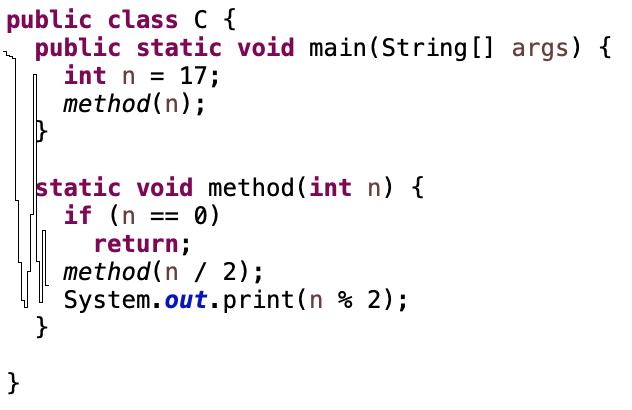 public class C {
public static void main(String[] args) {
int n = 17;
method(n);
}
static void method(int n) {
if (n == 0)
return;
method(n / 2);
System.out.print(n % 2);
}
}